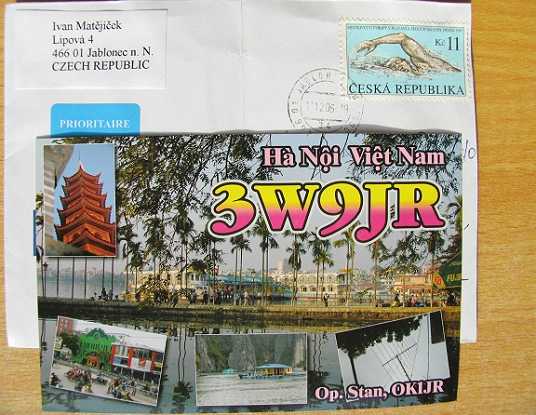 Ivan Matějíček
Lipová 4
466 01 Jablonec n. N.
CZECH REPUBLIC
PRIORITAIRE
Kč 11
ČESKÁ REPUBLIKA
Hà Nội Việt Nam
3W9JR
Op. Stan, OK1JR